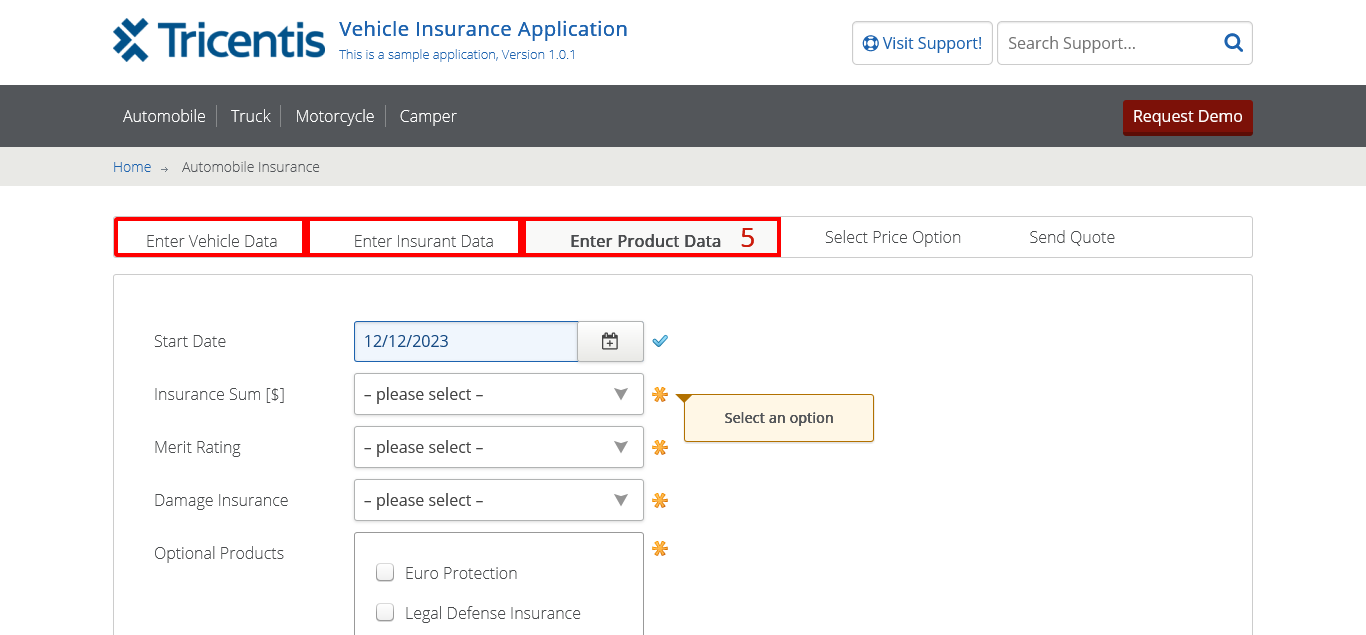 Tricentis
Vehicle Insurance Application
This is a sample application, Version 1.0.1
Visit Support!
Search Support...
Automobile
Truck
Motorcycle
Camper
Request Demo
Home → Automobile Insurance
Enter Vehicle Data
Enter Insurant Data
Enter Product Data 5
Select Price Option
Send Quote
Start Date
12/12/2023
Insurance Sum [$]
– please select –
Select an option
Merit Rating
– please select –
Damage Insurance
– please select –
Optional Products
Euro Protection
Legal Defense Insurance